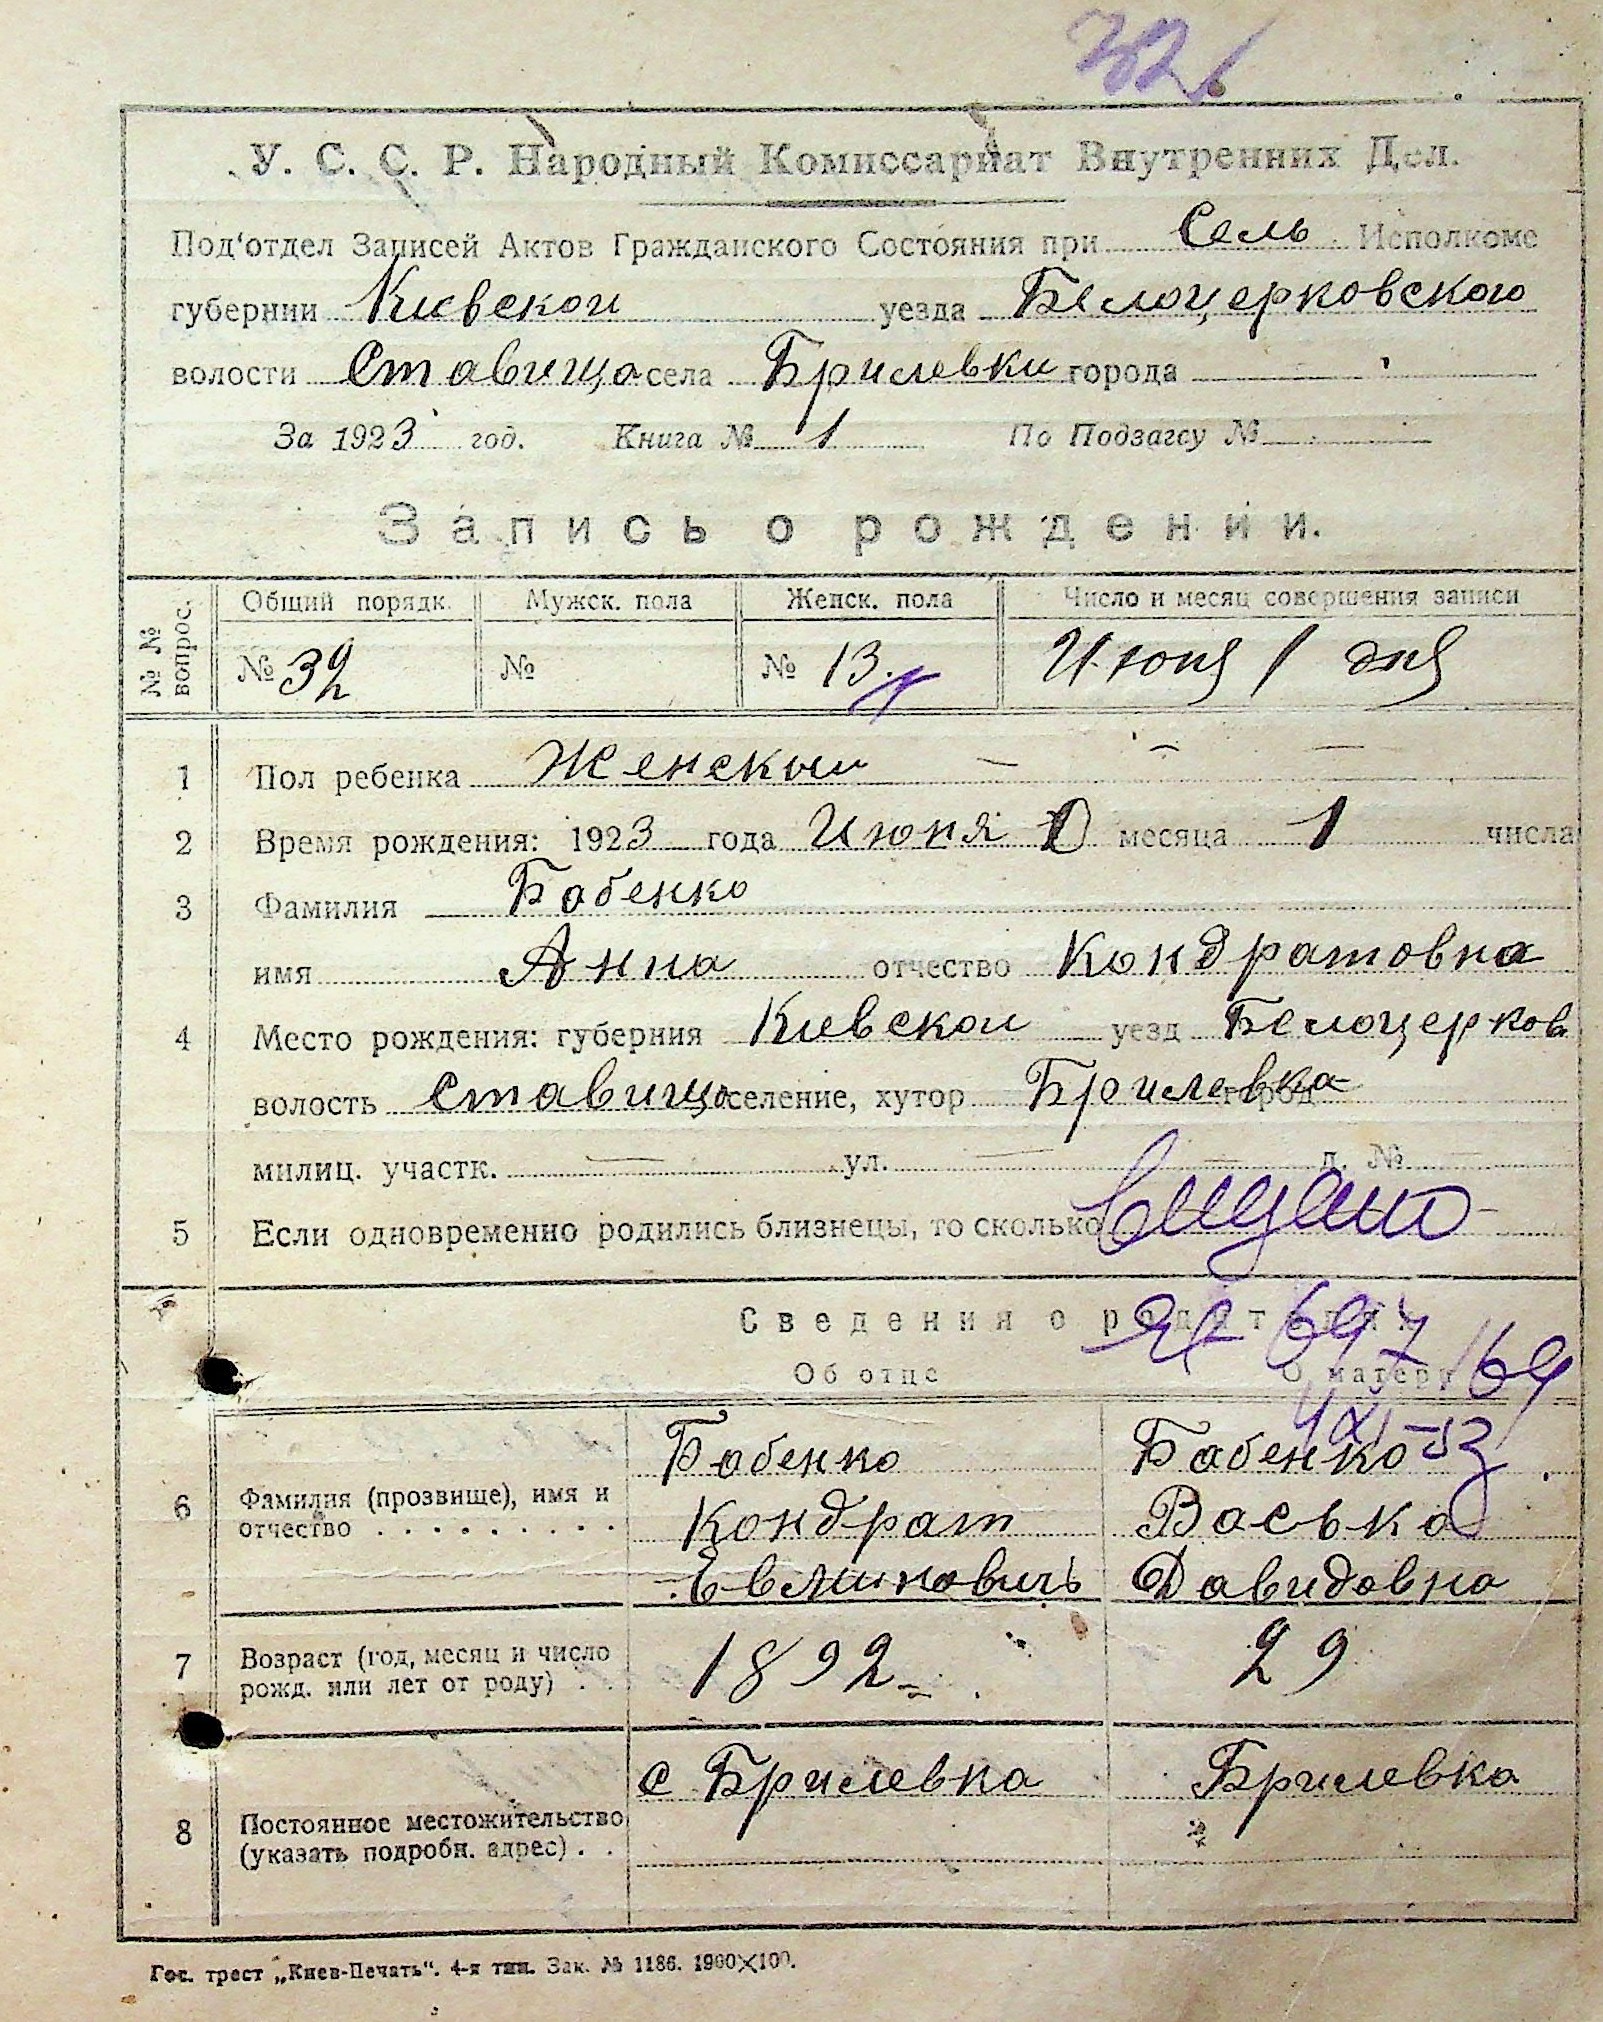 326
У. С. С. Р. Народный Комиссариат Внутренних Дел.
Под'отдел Записей Актов Гражданского Состояния при Сель Исполкоме
губернии Киевской уезда Белоцерковского
волости Ставища села Брилевки города
За 1923 год. Книга № 1 По Подзагсу №
Запись о рождении.
№ № вопрос. Общий порядк. Мужск. пола Женск. пола Число и месяц совершения записи
№ 32 № № 13. Июня 1 дня
1 Пол ребенка Женский
2 Время рождения: 1923 года Июня месяца 1 числа
3 Фамилия Бабенко
имя Анна отчество Кондратовна
4 Место рождения: губерния Киевской уезд Белоцерков
волость Ставища селение, хутор Брилевка город
милиц. участк. ул. д. №
5 Если одновременно родились близнецы, то сколько
Сведения о родителях
697
Об отце О матери
Бабенко Бабенко
6 Фамилия (прозвище), имя и Кондрат Васька
отчество Давидовна
7 Возраст (год, месяц и число 1892 29
рожд. или лет от роду)
с Брилевка Брилевка
8 Постоянное местожительство
(указать подробн. адрес)
Гос. трест „Киев-Печать“. 4-я тип. Зак. № 1186. 1900×100.